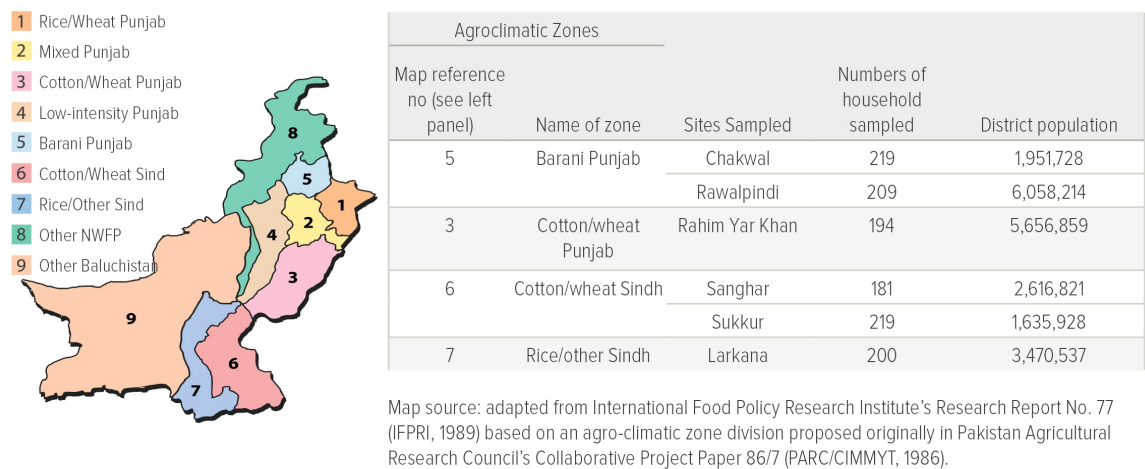 1 Rice/Wheat Punjab
2 Mixed Punjab
3 Cotton/Wheat Punjab
4 Low-intensity Punjab
5 Barani Punjab
6 Cotton/Wheat Sind
7 Rice/Other Sind
8 Other NWFP
9 Other Baluchistan
8
5
1
2
4
3
9
6
7
Agroclimatic Zones
Map reference no (see left panel) Name of zone Sites Sampled Numbers of household sampled District population
5 Barani Punjab Chakwal 219 1,951,728
Rawalpindi 209 6,058,214
3 Cotton/wheat Punjab Rahim Yar Khan 194 5,656,859
6 Cotton/wheat Sindh Sanghar 181 2,616,821
Sukkur 219 1,635,928
7 Rice/other Sindh Larkana 200 3,470,537
Map source: adapted from International Food Policy Research Institute's Research Report No. 77
(IFPRI, 1989) based on an agro-climatic zone division proposed originally in Pakistan Agricultural
Research Council's Collaborative Project Paper 86/7 (PARC/CIMMYT, 1986).